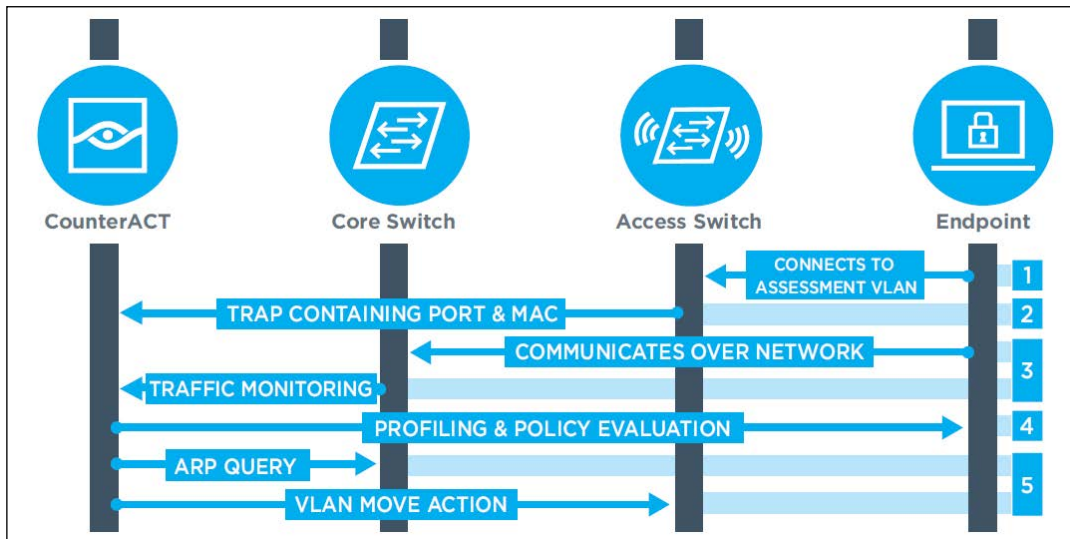 CounterACT
Core Switch
Access Switch
Endpoint
CONNECTS TO
ASSESSMENT VLAN
1
TRAP CONTAINING PORT & MAC
2
COMMUNICATES OVER NETWORK
3
TRAFFIC MONITORING
PROFILING & POLICY EVALUATION
4
ARP QUERY
5
VLAN MOVE ACTION